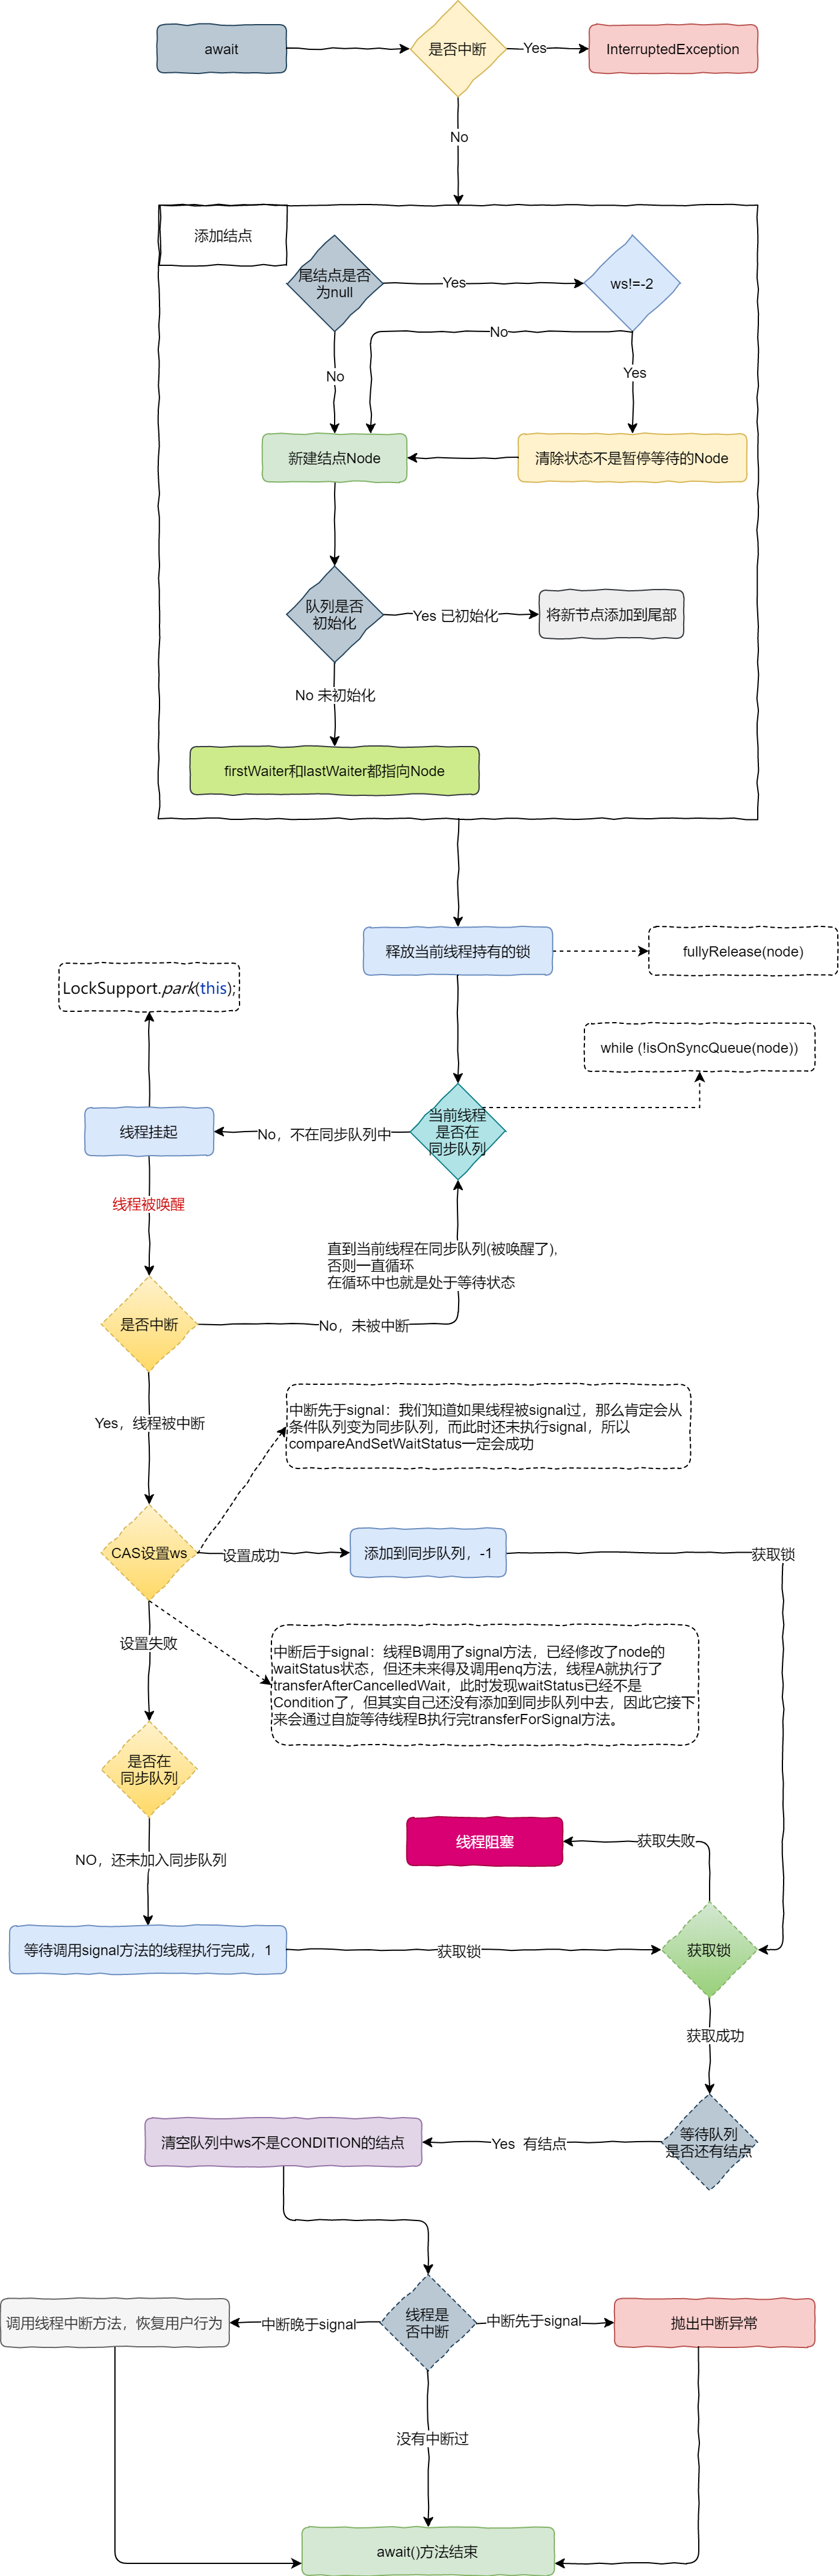 await
是否中断
Yes
InterruptedException
No
添加结点
尾结点是否
为null
Yes
ws!=-2
No
No
Yes
新建结点Node
清除状态不是暂停等待的Node
队列是否
初始化
Yes 已初始化
将新节点添加到尾部
No 未初始化
firstWaiter和lastWaiter都指向Node
释放当前线程持有的锁
fullyRelease(node)
LockSupport.park(this);
while (!isOnSyncQueue(node))
线程挂起
No，不在同步队列中
当前线程
是否在
同步队列
线程被唤醒
直到当前线程在同步队列(被唤醒了),
否则一直循环
在循环中也就是处于等待状态
是否中断
No，未被中断
Yes，线程被中断
中断先于signal：我们知道如果线程被signal过，那么肯定会从
条件队列变为同步队列，而此时还未执行signal，所以
compareAndSetWaitStatus一定会成功
CAS设置ws
设置成功
添加到同步队列，-1
获取锁
设置失败
中断后于signal：线程B调用了signal方法，已经修改了node的
waitStatus状态，但还未来得及调用enq方法，线程A就执行了
transferAfterCancelledWait，此时发现waitStatus已经不是
Condition了，但其实自己还没有添加到同步队列中去，因此它接下
来会通过自旋等待线程B执行完transferForSignal方法。
是否在
同步队列
线程阻塞
获取失败
NO，还未加入同步队列
等待调用signal方法的线程执行完成，1
获取锁
获取锁
获取成功
清空队列中ws不是CONDITION的结点
Yes 有结点
等待队列
是否还有结点
调用线程中断方法，恢复用户行为
中断晚于signal
线程是
否中断
中断先于signal
抛出中断异常
没有中断过
await()方法结束